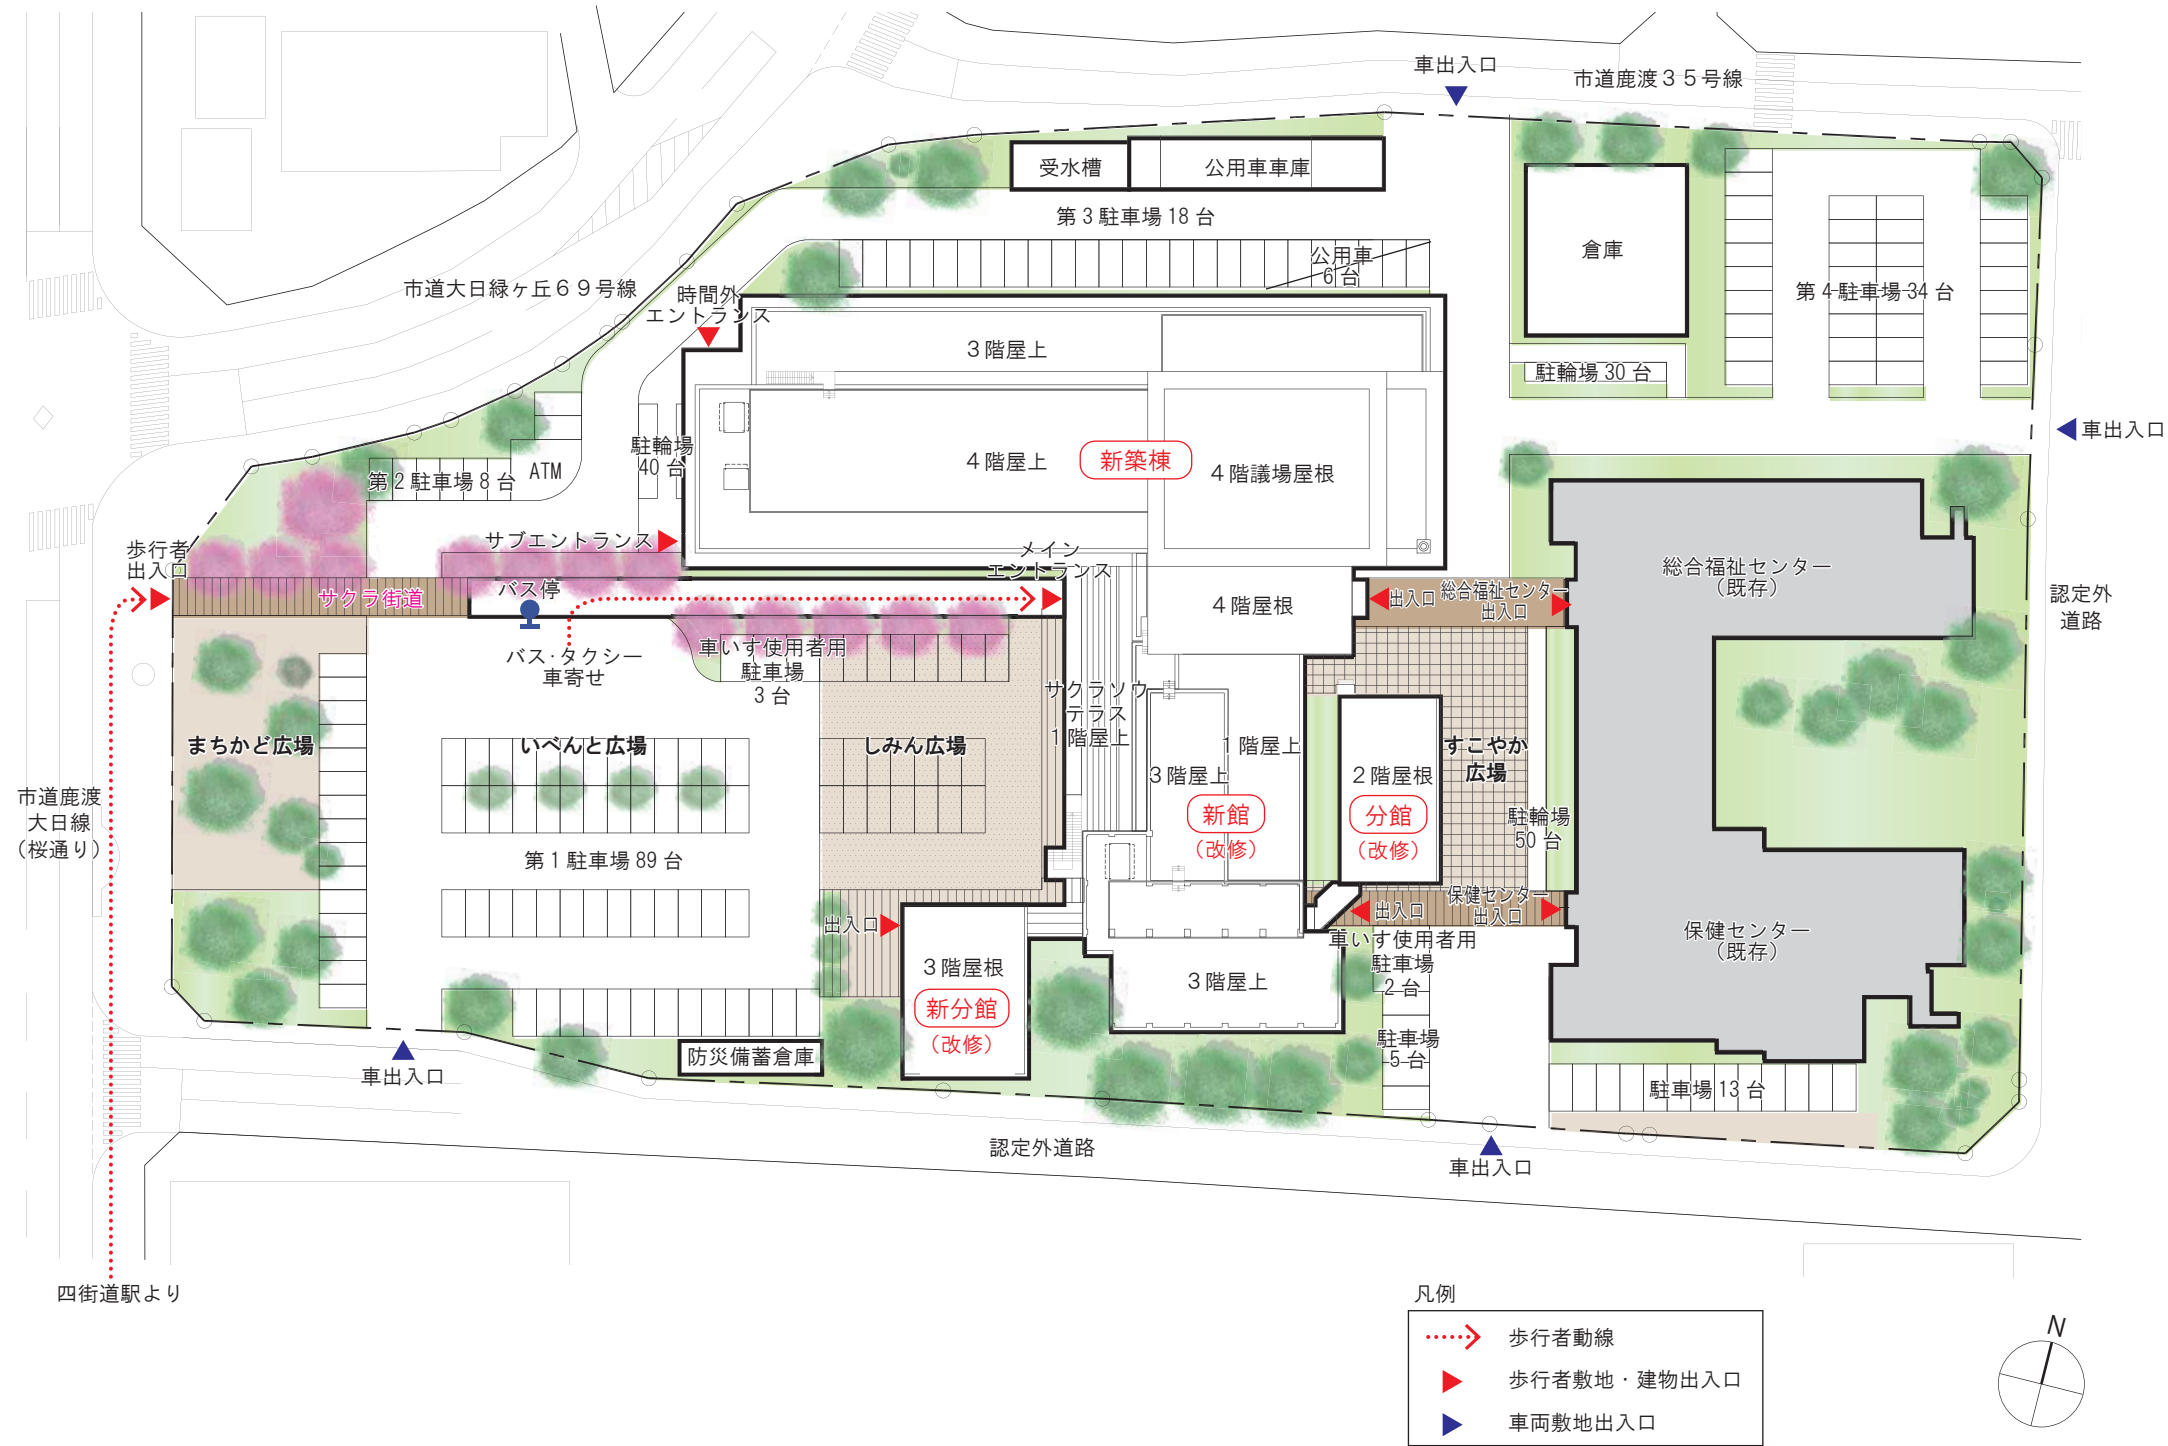 車出入口
市道鹿渡３５号線
受水槽
公用車車庫
第３駐車場 18 台
公用車
6 台
倉庫
第４駐車場 34 台
駐輪場 30 台
車出入口
市道大日緑ヶ丘６９号線
時間外
エントランス
３階屋上
４階屋上
新築棟
４階議場屋根
駐輪場
40 台
ATM
第２駐車場 8 台
サブエントランス
メイン
エントランス
歩行者
出入口
サクラ街道
バス停
バス・タクシー
車寄せ
車いす使用者用
駐車場
3 台
４階屋根
出入口
総合福祉センター
出入口
総合福祉センター
（既存）
認定外
道路
サクラソウ
テラス
１階屋上
まちかど広場
いべんと広場
しみん広場
１階屋上
３階屋上
新館
（改修）
２階屋根
分館
（改修）
すこやか
広場
駐輪場
50 台
市道鹿渡
大日線
（桜通り）
第１駐車場 89 台
出入口
出入口
保健センター
出入口
保健センター
（既存）
車いす使用者用
駐車場
2 台
３階屋根
新分館
（改修）
３階屋上
駐車場
5 台
防災備蓄倉庫
駐車場 13 台
車出入口
認定外道路
車出入口
四街道駅より
凡例
歩行者動線
歩行者敷地・建物出入口
車両敷地出入口
N